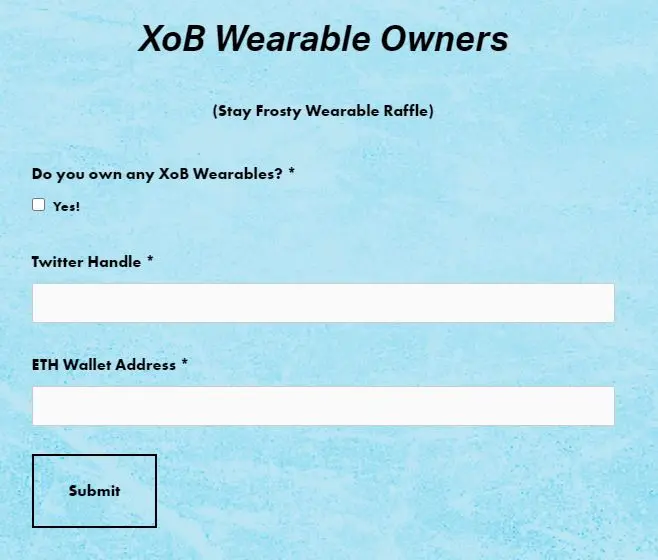 XoB Wearable Owners
(Stay Frosty Wearable Raffle)
Do you own any XoB Wearables? *
Yes!
Twitter Handle *
ETH Wallet Address *
Submit